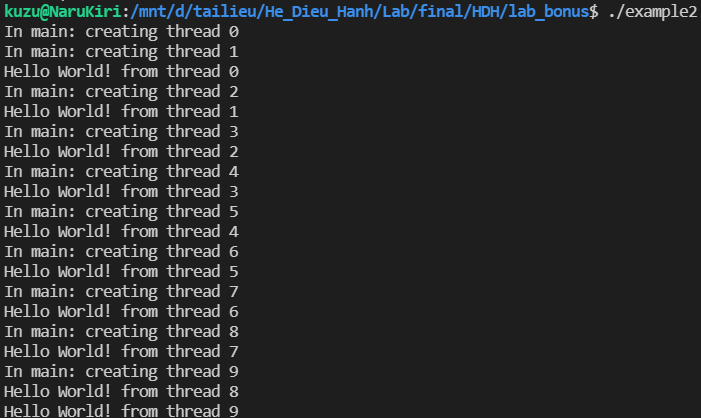 kuzu@NaruKiri:/mnt/d/tailieu/He_Dieu_Hanh/Lab/final/HDH/lab_bonus$ ./example2
In main: creating thread 0
In main: creating thread 1
Hello World! from thread 0
In main: creating thread 2
Hello World! from thread 1
In main: creating thread 3
Hello World! from thread 2
In main: creating thread 4
Hello World! from thread 3
In main: creating thread 5
Hello World! from thread 4
In main: creating thread 6
Hello World! from thread 5
In main: creating thread 7
Hello World! from thread 6
In main: creating thread 8
Hello World! from thread 7
In main: creating thread 9
Hello World! from thread 8
Hello World! from thread 9